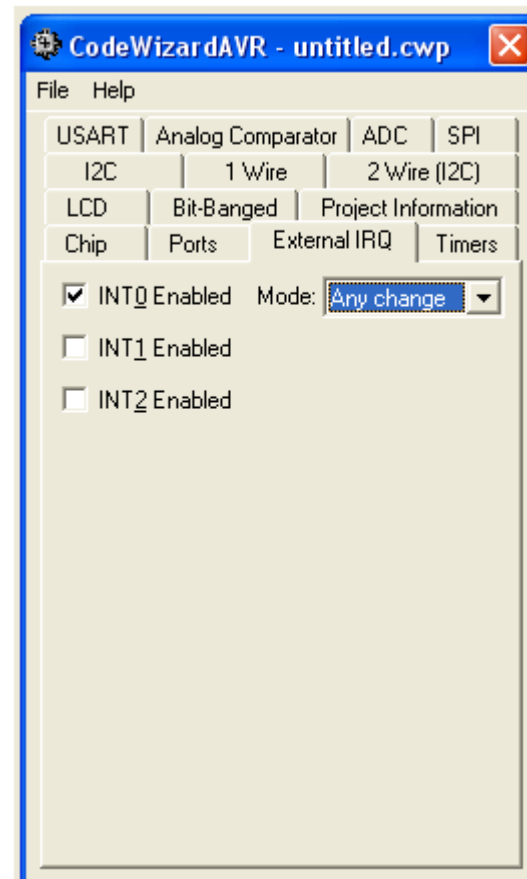 CodeWizardAVR - untitled.cwp
File Help
USART Analog Comparator ADC SPI
I2C 1 Wire 2 Wire (I2C)
LCD Bit-Banged Project Information
Chip Ports External IRQ Timers
INT0 Enabled Mode: Any change
INT1 Enabled
INT2 Enabled